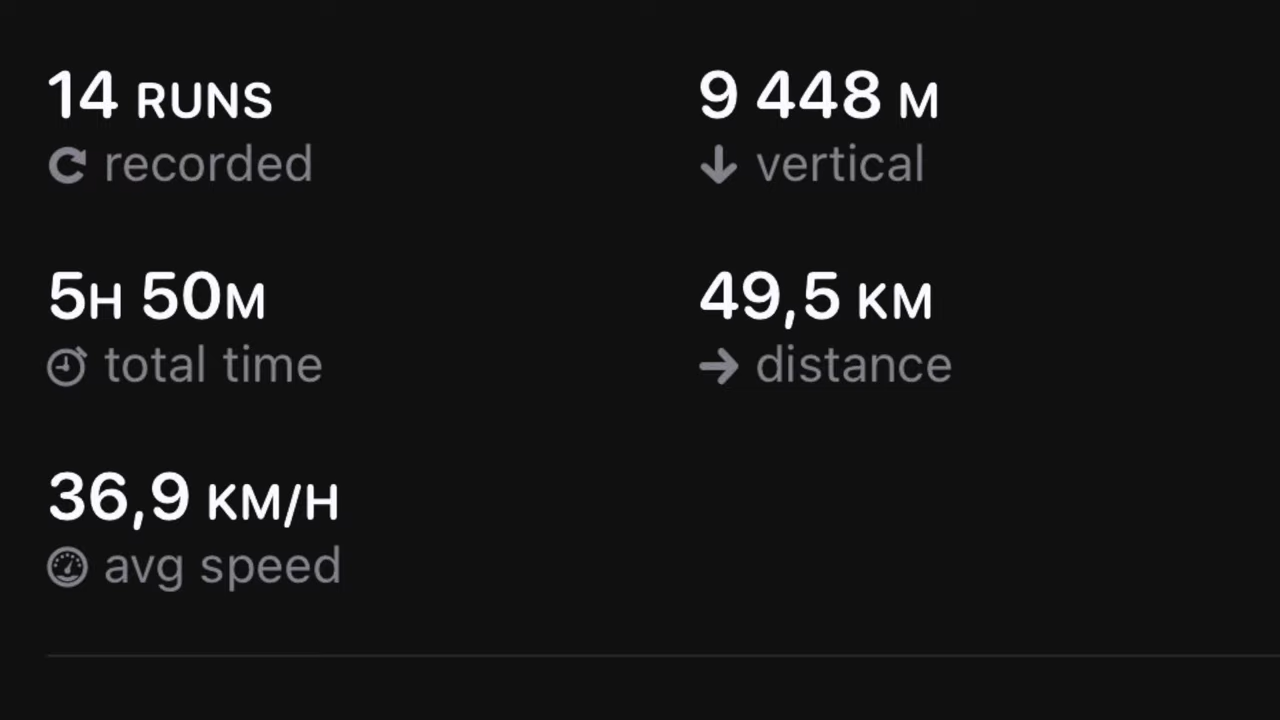 14 RUNS
recorded
9 448 M
vertical
5H 50M
total time
49,5 KM
distance
36,9 KM/H
avg speed